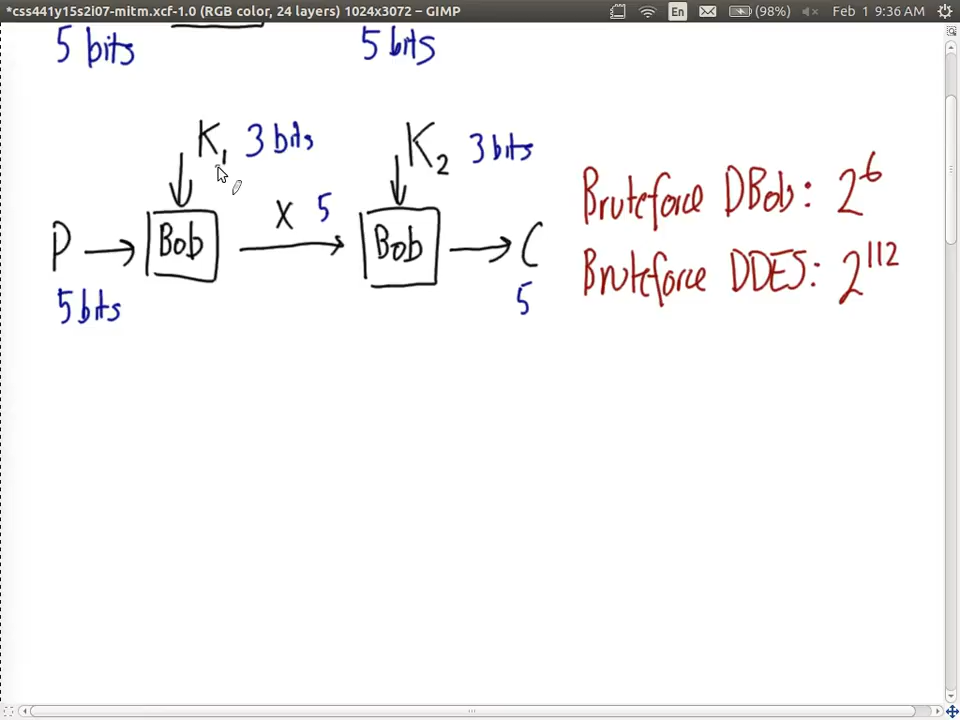 *css441y15s2i07-mitm.xcf-1.0 (RGB color, 24 layers) 1024x3072 – GIMP
En (98%) Feb 1 9:36 AM
5 bits 5 bits
K1 3 bits K2 3 bits
P Bob X 5 Bob C
5 bits 5
Bruteforce DBob: 2^6
Bruteforce DDES: 2^112